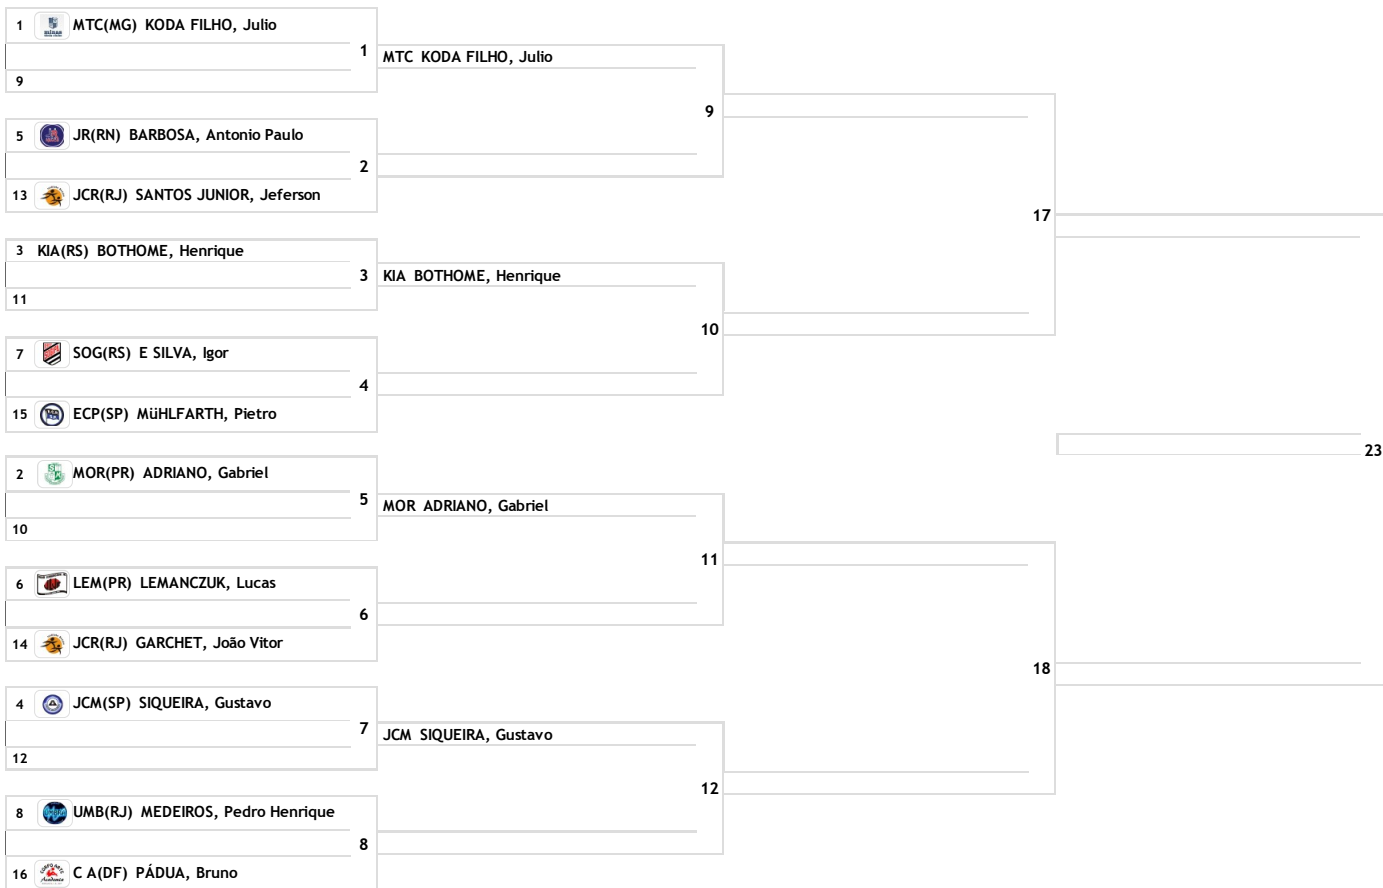 1 MTC(MG) KODA FILHO, Julio
1
MTC KODA FILHO, Julio
9
9
5 JR(RN) BARBOSA, Antonio Paulo
2
13 JCR(RJ) SANTOS JUNIOR, Jeferson
17
3 KIA(RS) BOTHOME, Henrique
3 KIA BOTHOME, Henrique
11
10
7 SOG(RS) E SILVA, Igor
4
15 ECP(SP) MüHLFARTH, Pietro
23
2 MOR(PR) ADRIANO, Gabriel
5
MOR ADRIANO, Gabriel
10
11
6 LEM(PR) LEMANCZUK, Lucas
6
14 JCR(RJ) GARCHET, João Vitor
18
4 JCM(SP) SIQUEIRA, Gustavo
7
JCM SIQUEIRA, Gustavo
12
12
8 UMB(RJ) MEDEIROS, Pedro Henrique
8
16 C A(DF) PÁDUA, Bruno